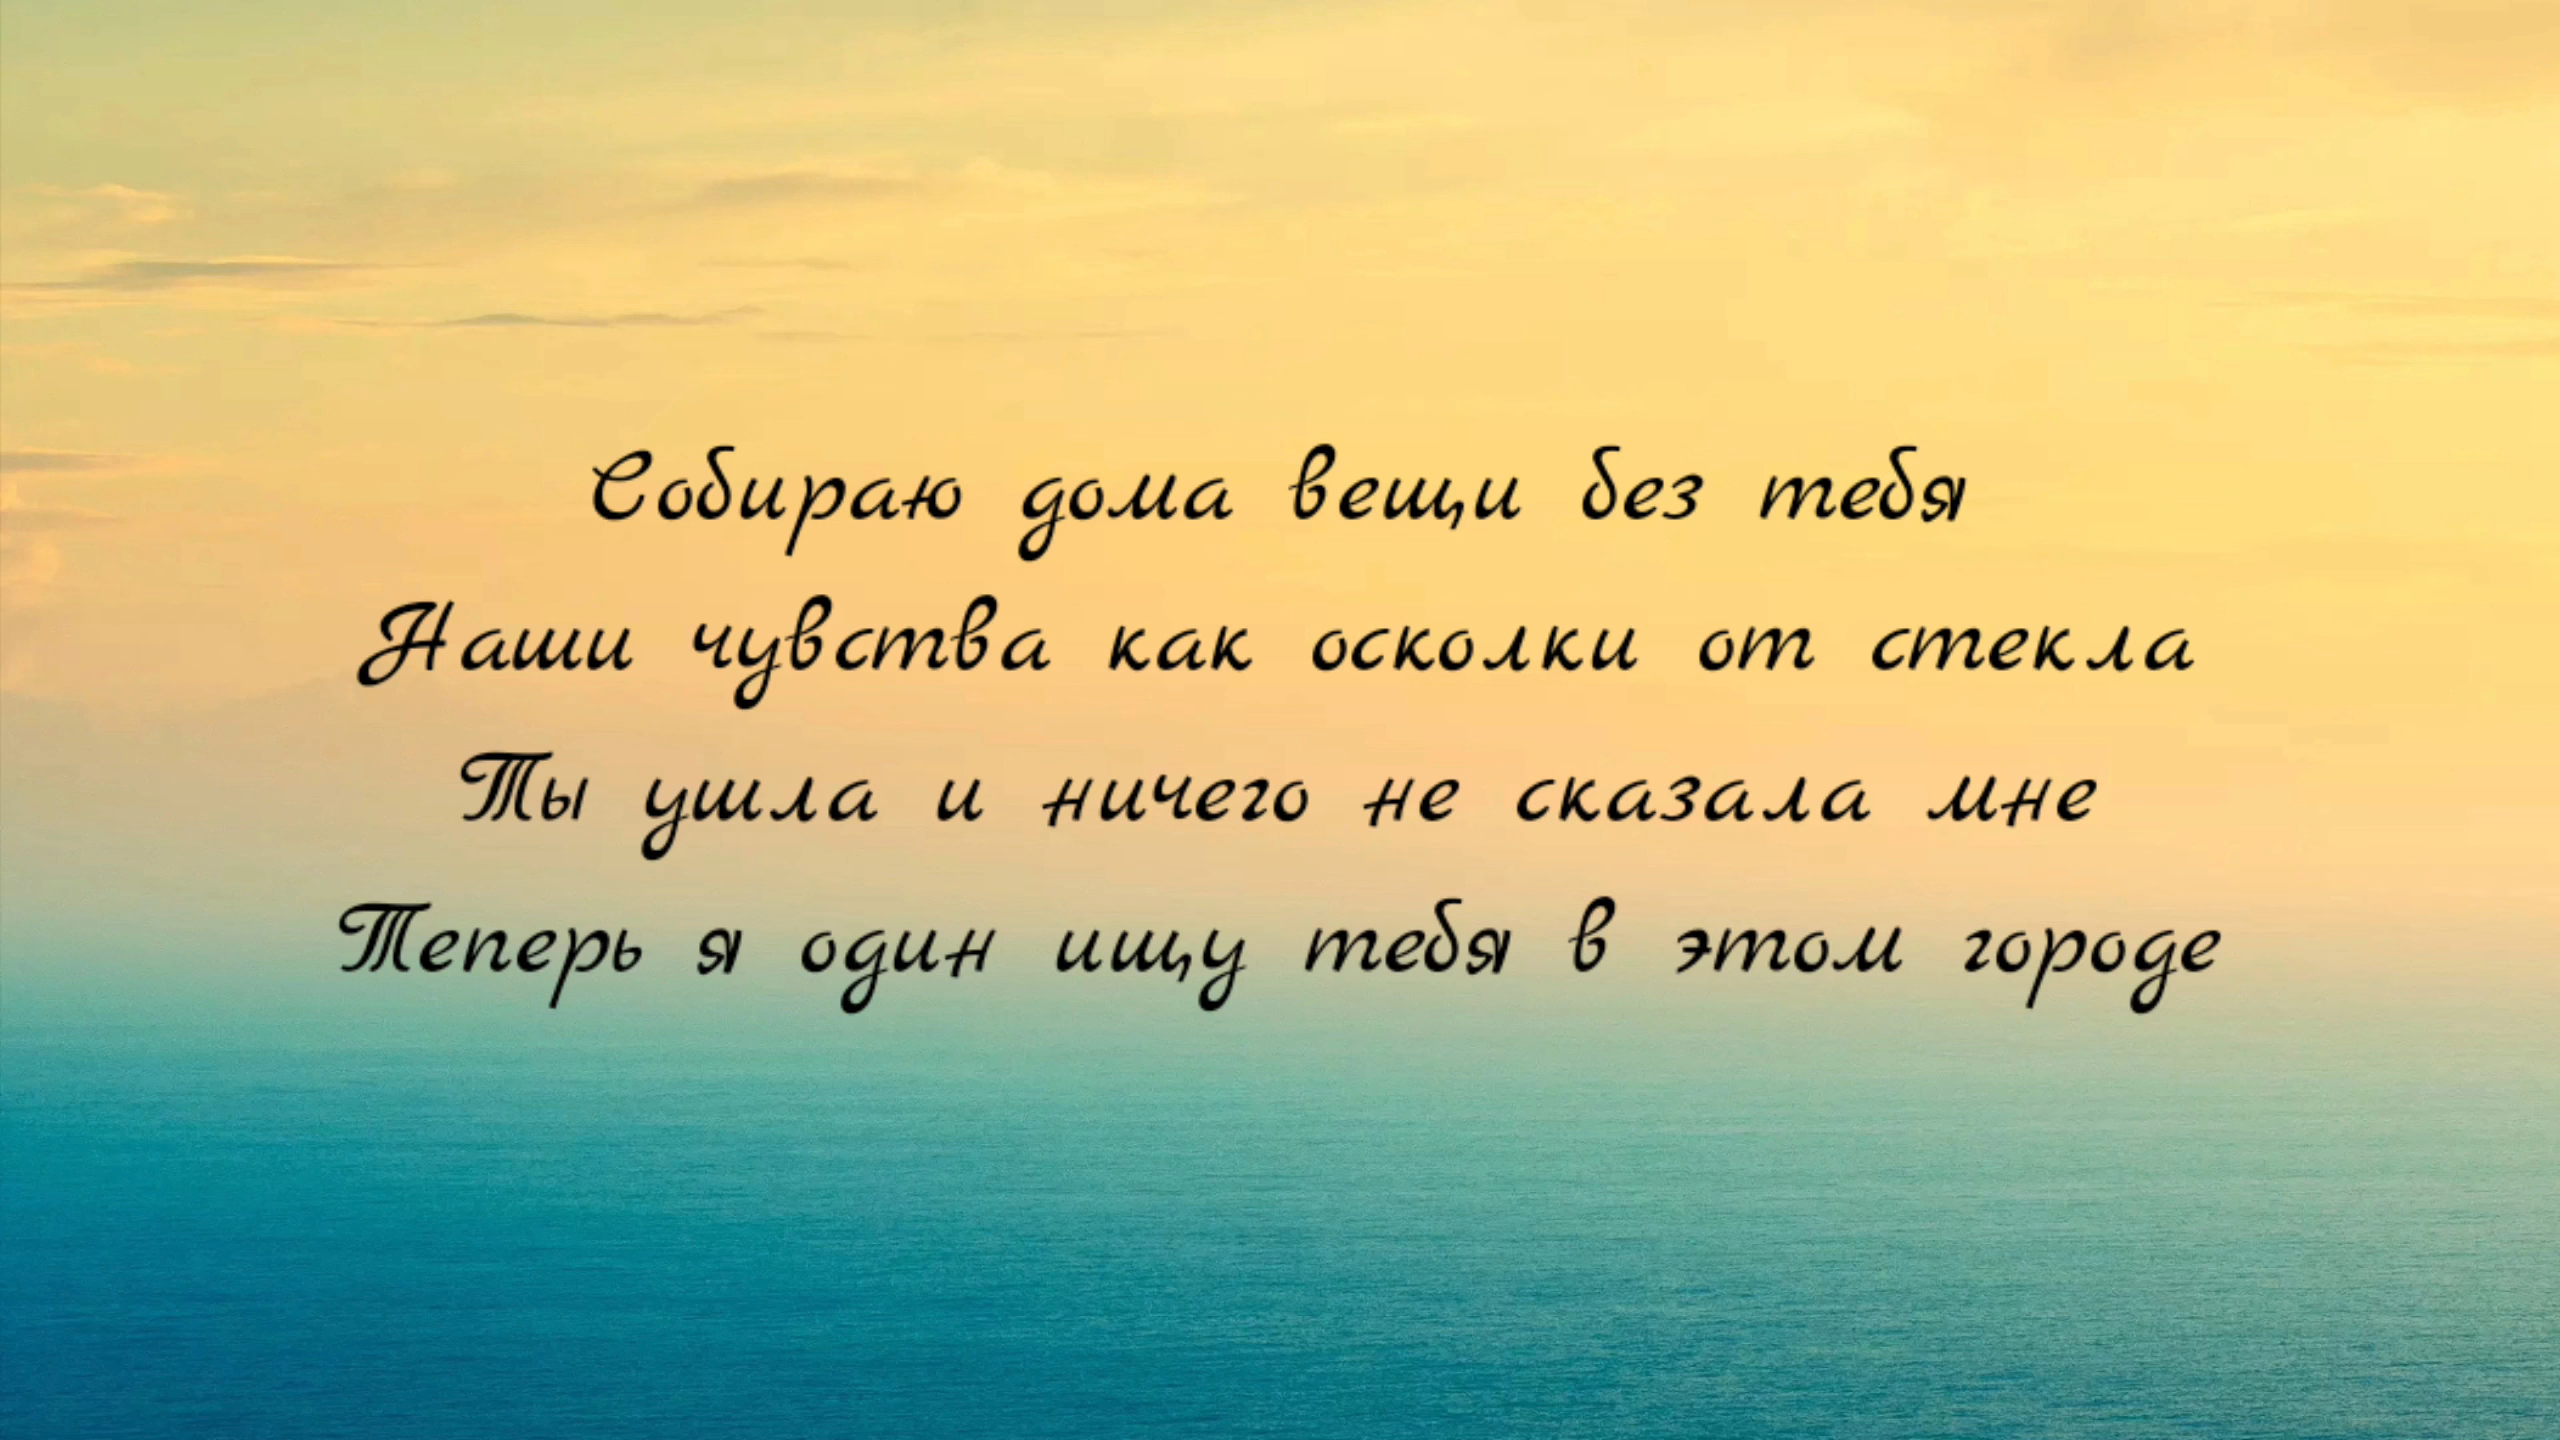 Собираю дома вещи без тебя
Наши чувства как осколки от стекла
Ты ушла и ничего не сказала мне
Теперь я один ищу тебя в этом городе